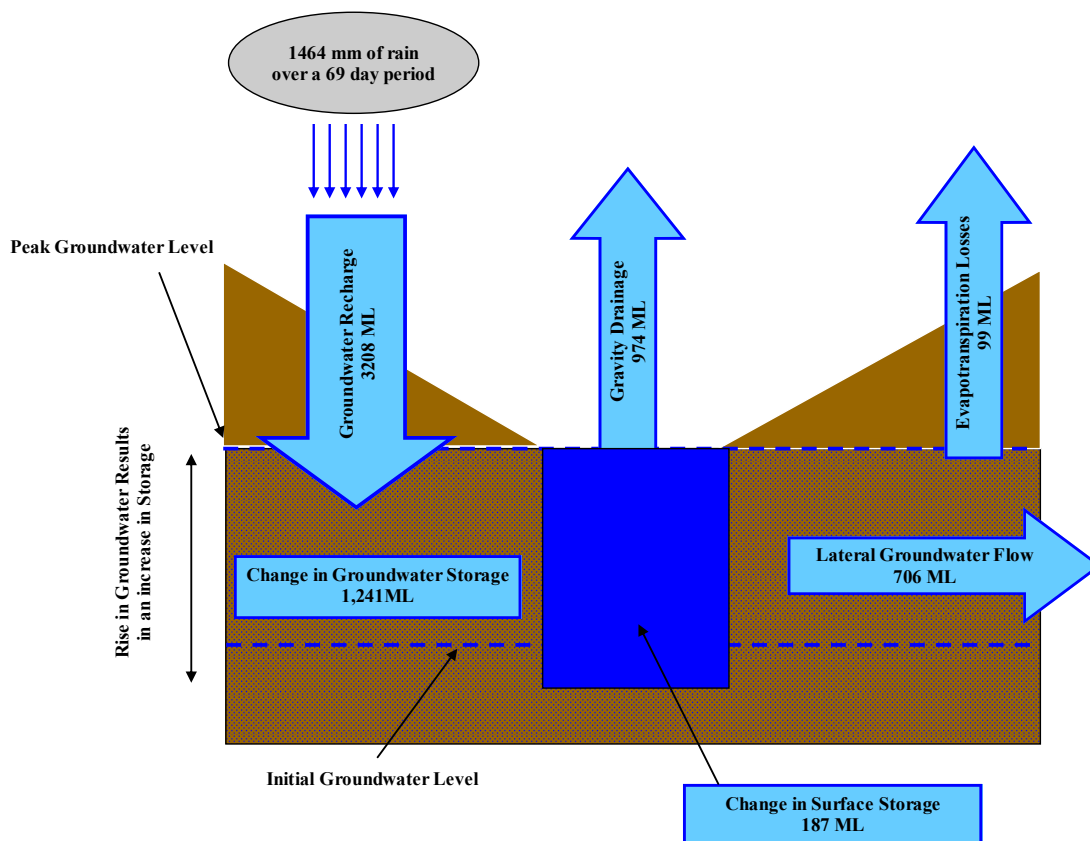 1464 mm of rain
over a 69 day period
Peak Groundwater Level
Groundwater Recharge
3208 ML
Gravity Drainage
974 ML
Evapotranspiration Losses
99 ML
Rise in Groundwater Results
in an increase in Storage
Change in Groundwater Storage
1,241ML
Lateral Groundwater Flow
706 ML
Initial Groundwater Level
Change in Surface Storage
187 ML